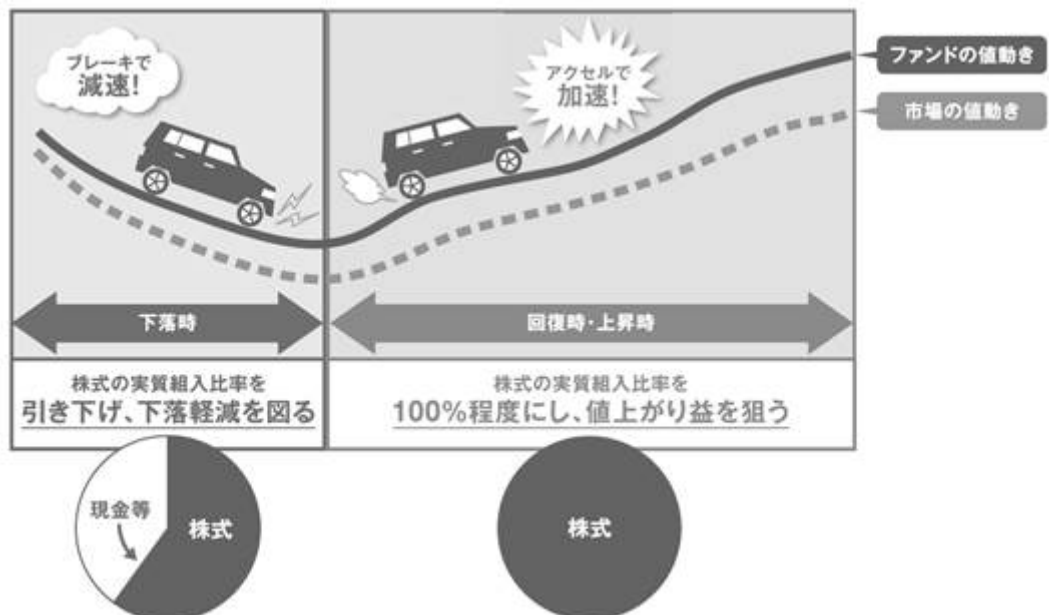 ブレーキで
減速!
アクセルで
加速!
ファンドの値動き
市場の値動き
下落時
回復時・上昇時
株式の実質組入比率を
引き下げ、下落軽減を図る
株式の実質組入比率を
100%程度にし、値上がり益を狙う
現金等
株式
株式